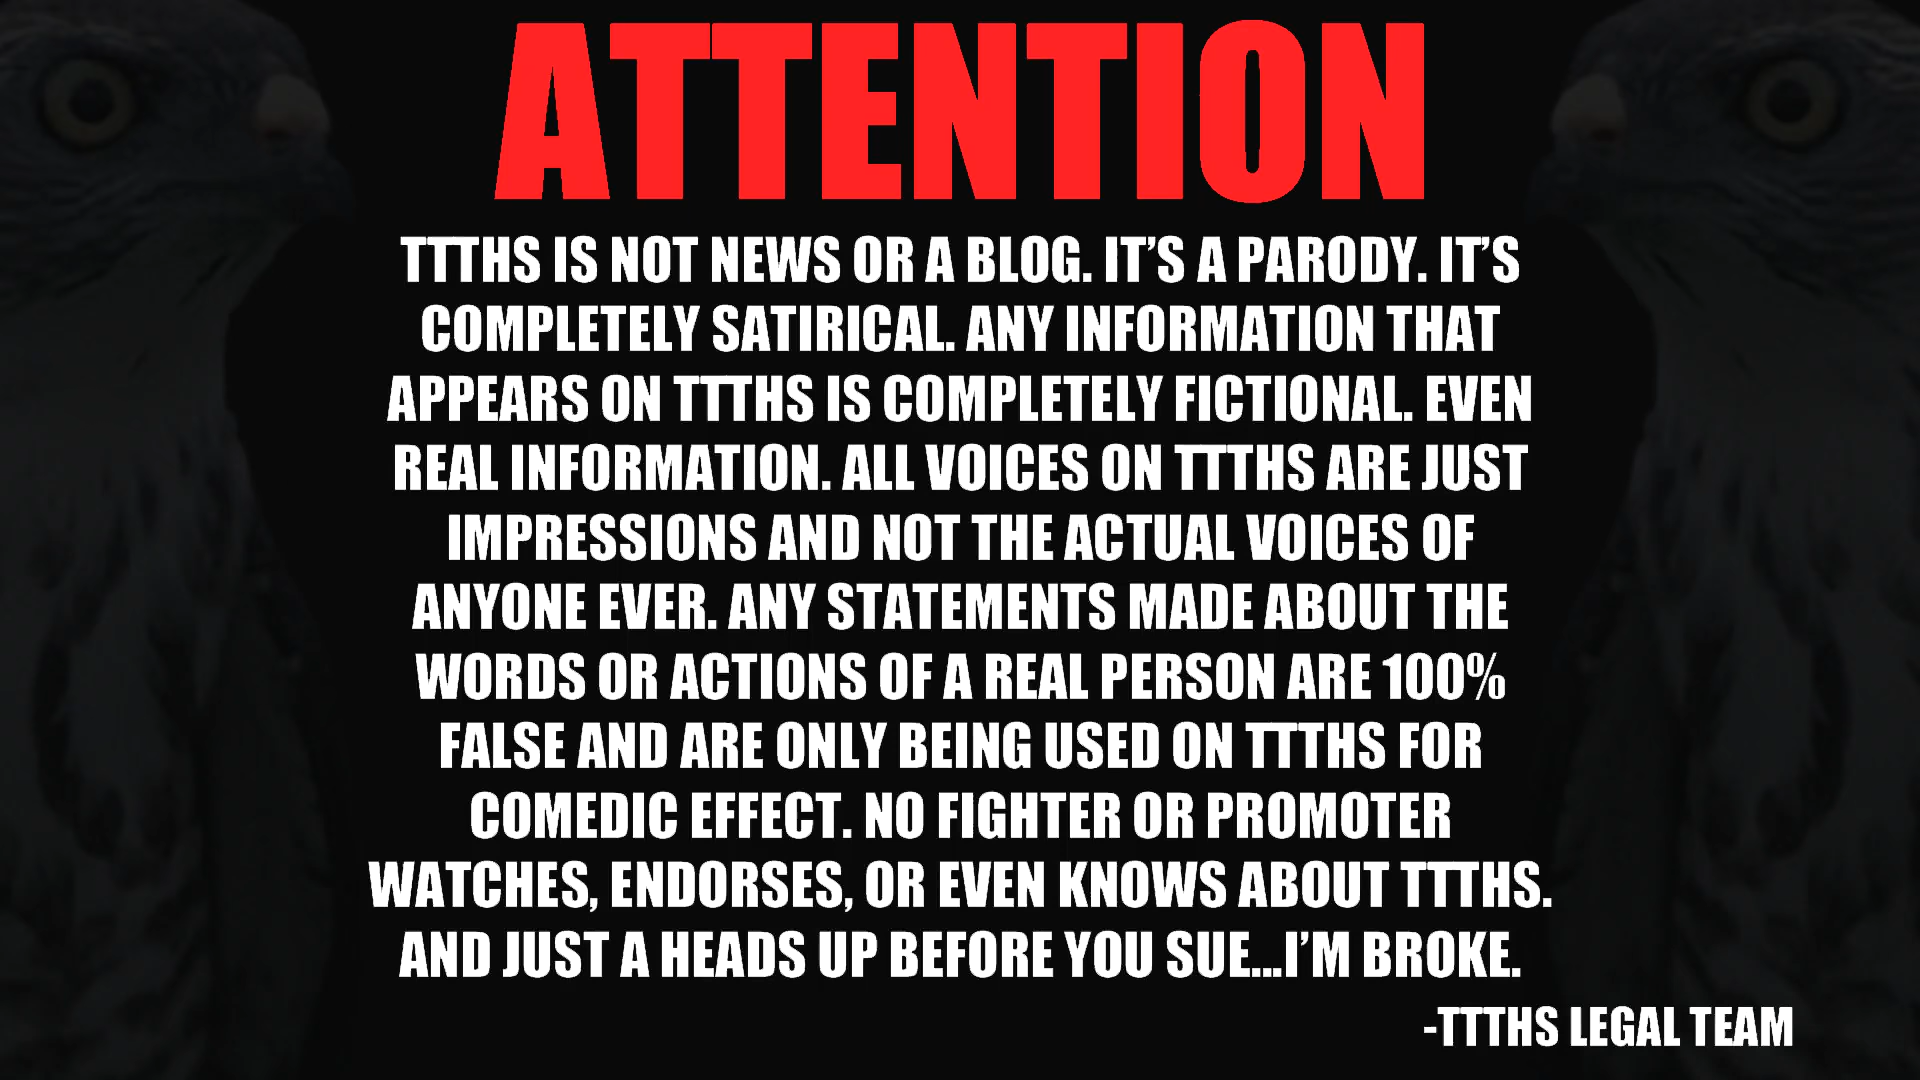 ATTENTION
TTTHS IS NOT NEWS OR A BLOG. IT'S A PARODY. IT'S
COMPLETELY SATIRICAL. ANY INFORMATION THAT
APPEARS ON TTTHS IS COMPLETELY FICTIONAL. EVEN
REAL INFORMATION. ALL VOICES ON TTTHS ARE JUST
IMPRESSIONS AND NOT THE ACTUAL VOICES OF
ANYONE EVER. ANY STATEMENTS MADE ABOUT THE
WORDS OR ACTIONS OF A REAL PERSON ARE 100%
FALSE AND ARE ONLY BEING USED ON TTTHS FOR
COMEDIC EFFECT. NO FIGHTER OR PROMOTER
WATCHES, ENDORSES, OR EVEN KNOWS ABOUT TTTHS.
AND JUST A HEADS UP BEFORE YOU SUE...I'M BROKE.
-TTTHS LEGAL TEAM